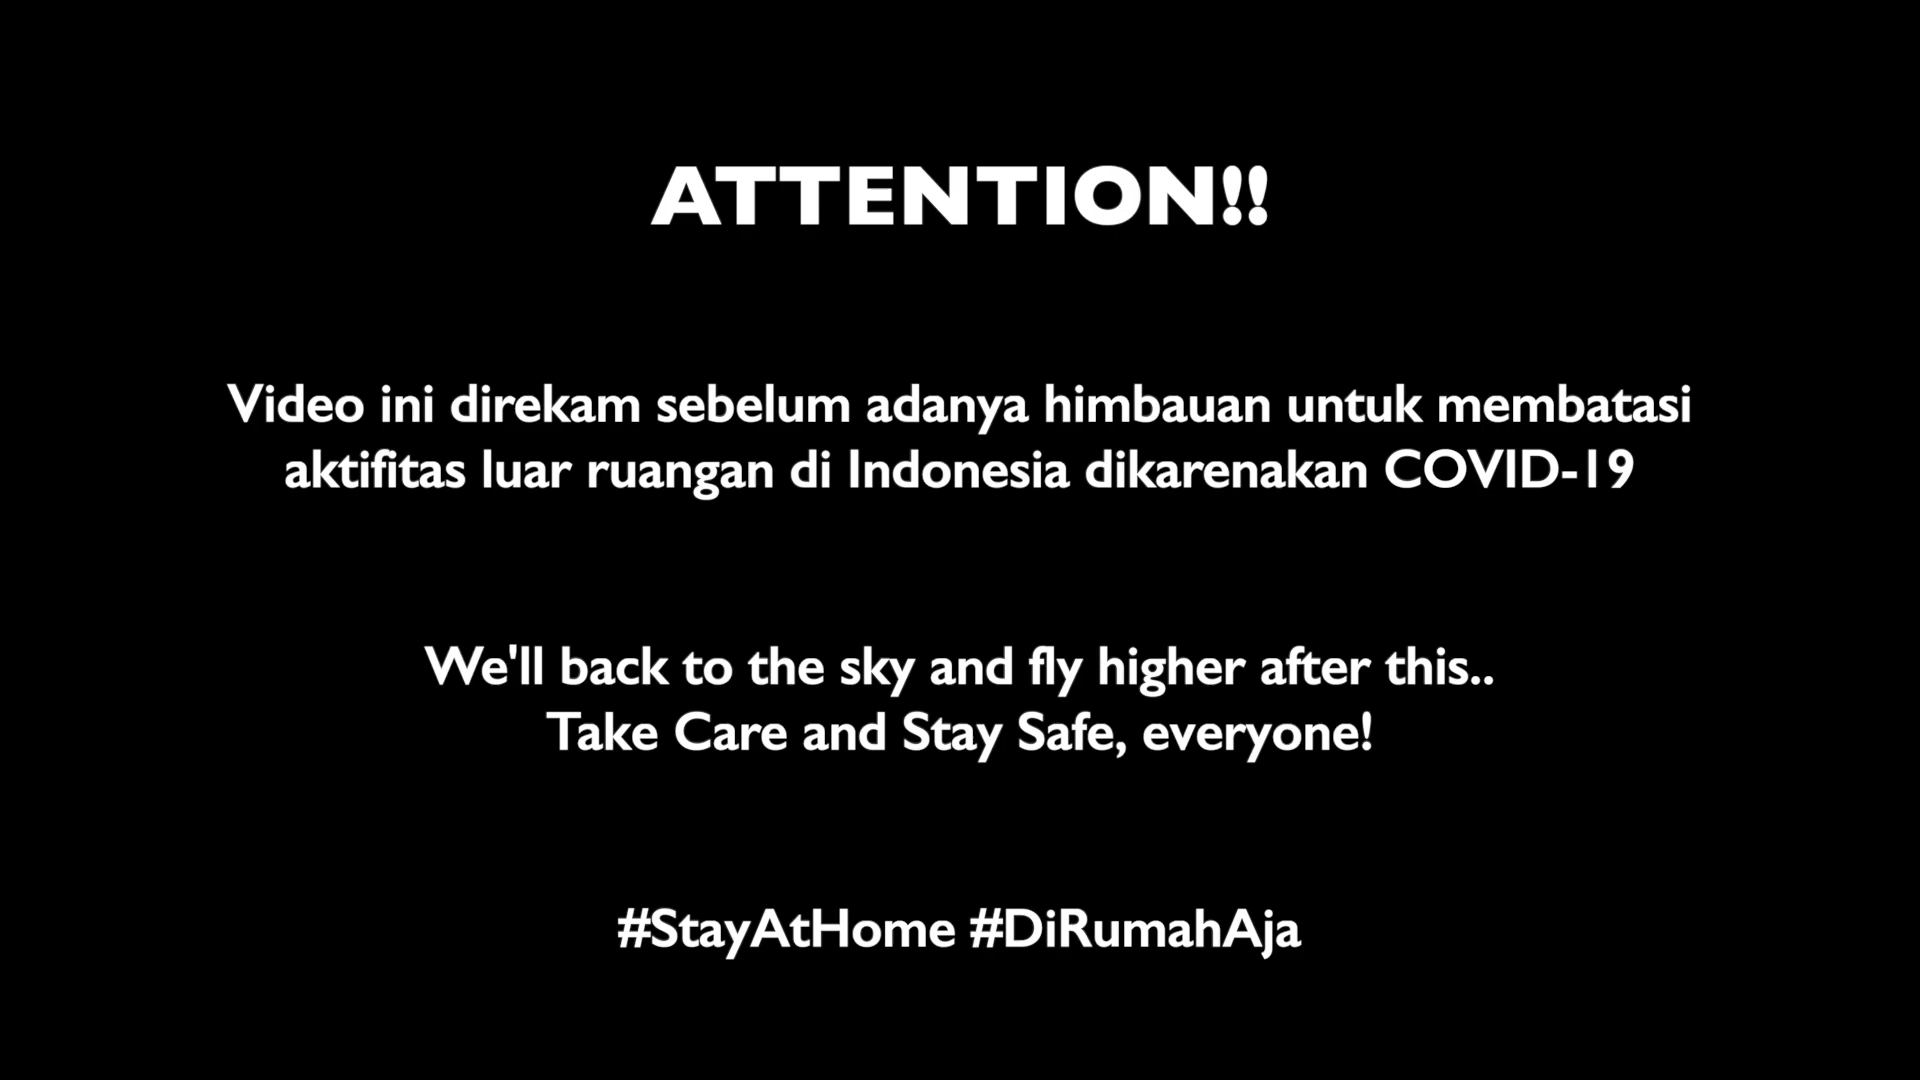 ATTENTION!!
Video ini direkam sebelum adanya himbauan untuk membatasi
aktifitas luar ruangan di Indonesia dikarenakan COVID-19
We'll back to the sky and fly higher after this..
Take Care and Stay Safe, everyone!
#StayAtHome #DiRumahAja